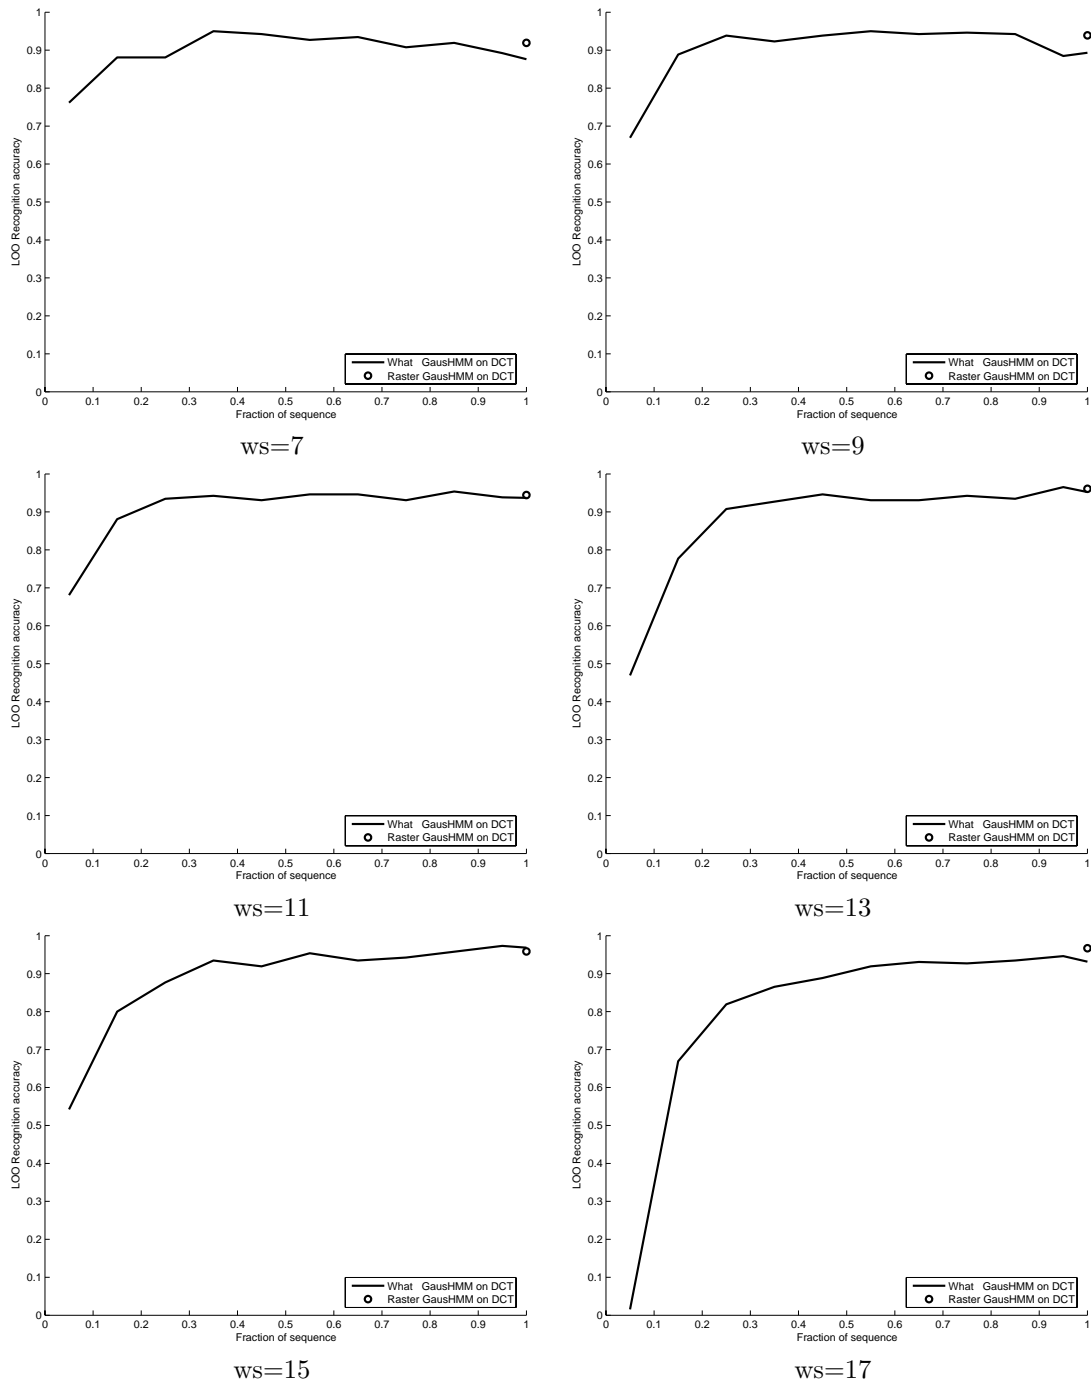 1
0.9
0.8
0.7
0.6
0.5
0.4
0.3
0.2
0.1
0
LOO Recognition accuracy
What GausHMM on DCT
Raster GausHMM on DCT
0 0.1 0.2 0.3 0.4 0.5 0.6 0.7 0.8 0.9 1
Fraction of sequence
ws=7
1
0.9
0.8
0.7
0.6
0.5
0.4
0.3
0.2
0.1
0
LOO Recognition accuracy
What GausHMM on DCT
Raster GausHMM on DCT
0 0.1 0.2 0.3 0.4 0.5 0.6 0.7 0.8 0.9 1
Fraction of sequence
ws=9
1
0.9
0.8
0.7
0.6
0.5
0.4
0.3
0.2
0.1
0
LOO Recognition accuracy
What GausHMM on DCT
Raster GausHMM on DCT
0 0.1 0.2 0.3 0.4 0.5 0.6 0.7 0.8 0.9 1
Fraction of sequence
ws=11
1
0.9
0.8
0.7
0.6
0.5
0.4
0.3
0.2
0.1
0
LOO Recognition accuracy
What GausHMM on DCT
Raster GausHMM on DCT
0 0.1 0.2 0.3 0.4 0.5 0.6 0.7 0.8 0.9 1
Fraction of sequence
ws=13
1
0.9
0.8
0.7
0.6
0.5
0.4
0.3
0.2
0.1
0
LOO Recognition accuracy
What GausHMM on DCT
Raster GausHMM on DCT
0 0.1 0.2 0.3 0.4 0.5 0.6 0.7 0.8 0.9 1
Fraction of sequence
ws=15
1
0.9
0.8
0.7
0.6
0.5
0.4
0.3
0.2
0.1
0
LOO Recognition accuracy
What GausHMM on DCT
Raster GausHMM on DCT
0 0.1 0.2 0.3 0.4 0.5 0.6 0.7 0.8 0.9 1
Fraction of sequence
ws=17